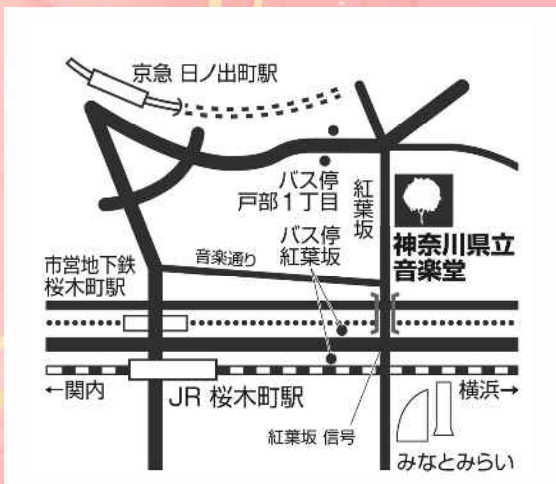 京急 日ノ出町駅
バス停
戸部1丁目
紅葉坂
バス停
紅葉坂
神奈川県立
音楽堂
音楽通り
市営地下鉄
桜木町駅
←関内
JR 桜木町駅
横浜→
紅葉坂 信号
みなとみらい